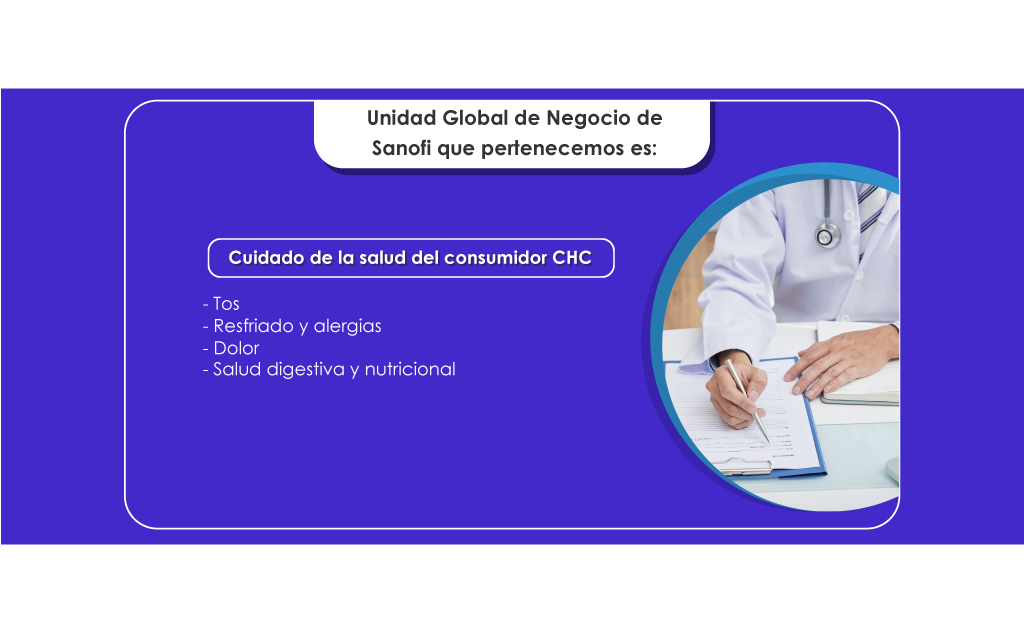 Unidad Global de Negocio de
Sanofi que pertenecemos es:
Cuidado de la salud del consumidor CHC
- Tos
- Resfriado y alergias
- Dolor
- Salud digestiva y nutricional